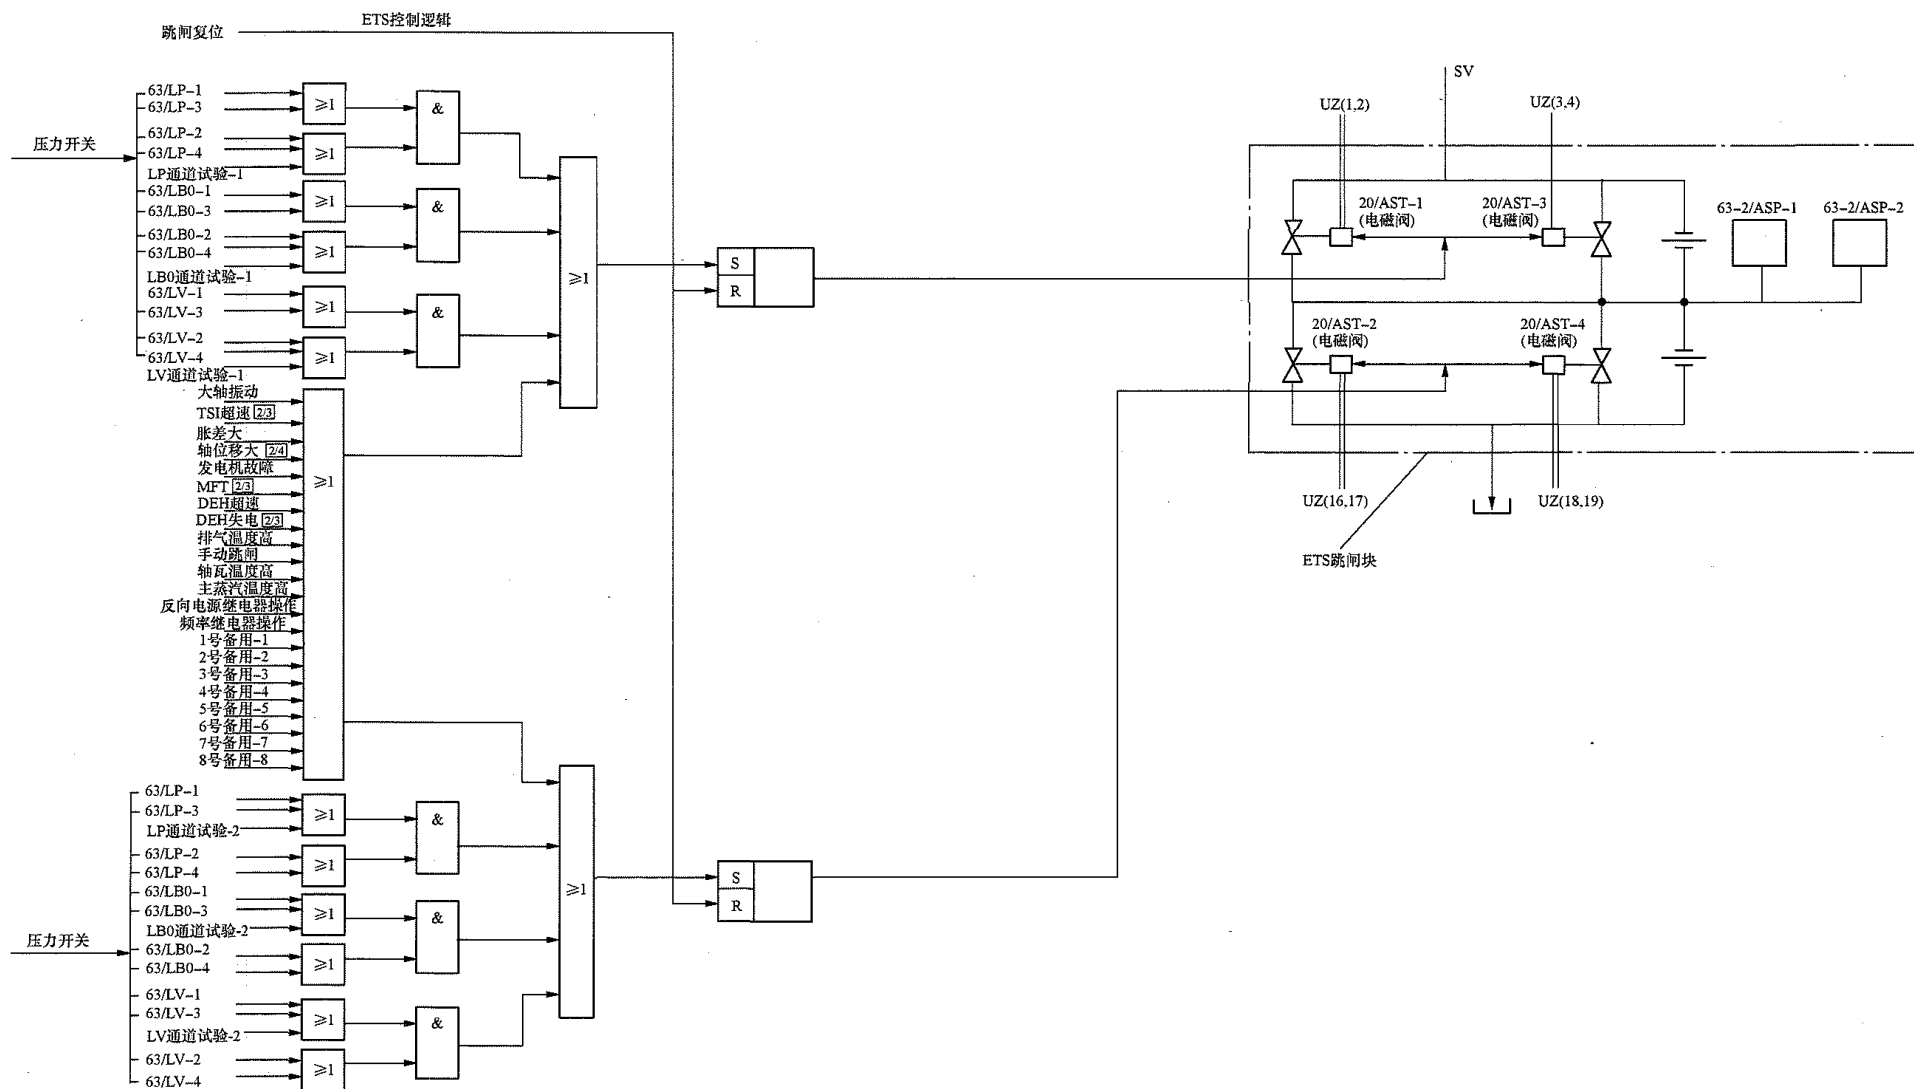 ETS控制逻辑
跳闸复位
压力开关
63/LP-1
63/LP-3
63/LP-2
63/LP-4
LP通道试验-1
63/LB0-1
63/LB0-3
63/LB0-2
63/LB0-4
LB0通道试验-1
63/LV-1
63/LV-3
63/LV-2
63/LV-4
LV通道试验-1
≥1
≥1
≥1
≥1
≥1
≥1
&
&
&
≥1
大轴振动
TSI超速 2/3
胀差大
轴位移大 2/4
发电机故障
MFT 2/3
DEH超速
DEH失电 2/3
排气温度高
手动跳闸
轴瓦温度高
主蒸汽温度高
反向电源继电器操作
频率继电器操作
1号备用-1
2号备用-2
3号备用-3
4号备用-4
5号备用-5
6号备用-6
7号备用-7
8号备用-8
≥1
压力开关
63/LP-1
63/LP-3
LP通道试验-2
63/LP-2
63/LP-4
63/LB0-1
63/LB0-3
LB0通道试验-2
63/LB0-2
63/LB0-4
63/LV-1
63/LV-3
LV通道试验-2
63/LV-2
63/LV-4
≥1
≥1
≥1
≥1
≥1
≥1
&
&
&
≥1
S
R
S
R
SV
UZ(1,2)
UZ(3,4)
20/AST-1
(电磁阀)
20/AST-3
(电磁阀)
63-2/ASP-1
63-2/ASP-2
20/AST-2
(电磁阀)
20/AST-4
(电磁阀)
UZ(16,17)
UZ(18,19)
ETS跳闸块